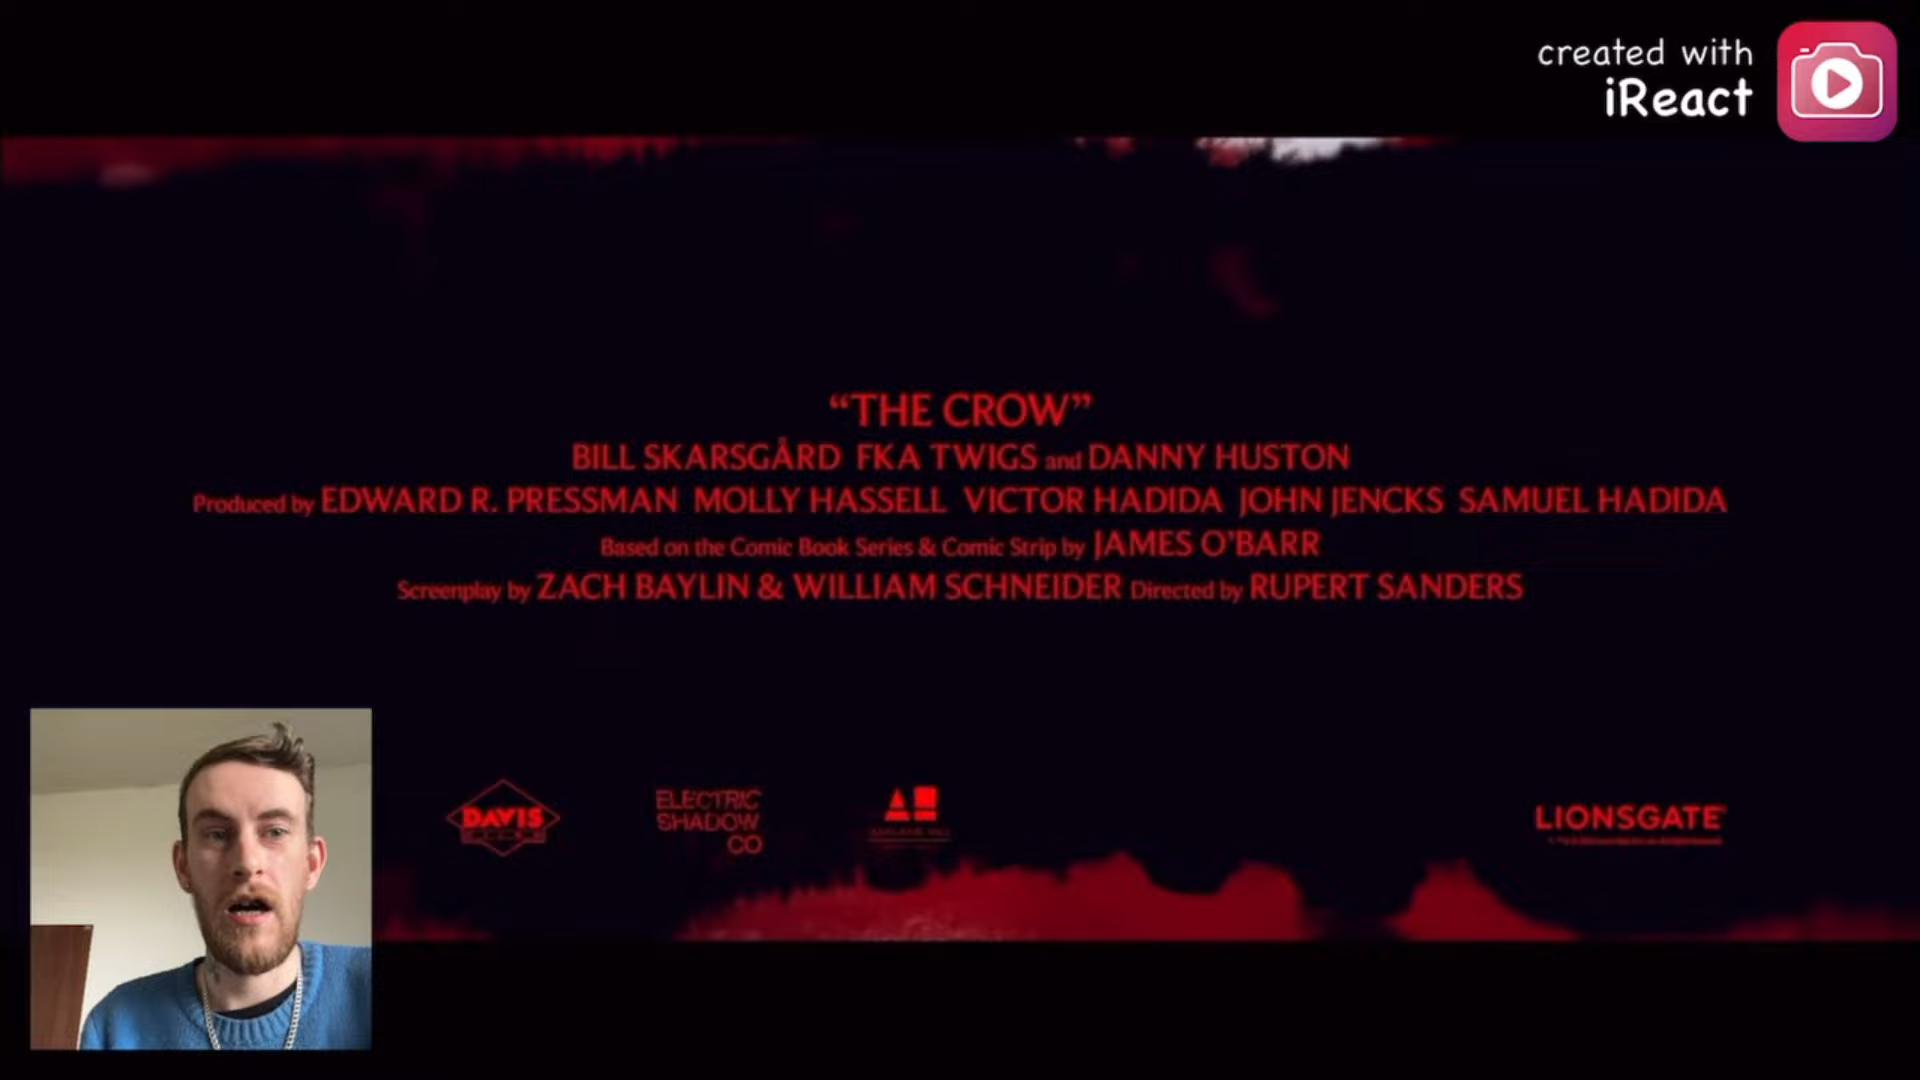 created with
iReact
“THE CROW”
BILL SKARSGÅRD FKA TWIGS and DANNY HUSTON
Produced by EDWARD R. PRESSMAN MOLLY HASSELL VICTOR HADIDA JOHN JENCKS SAMUEL HADIDA
Based on the Comic Book Series & Comic Strip by JAMES O'BARR
Screenplay by ZACH BAYLIN & WILLIAM SCHNEIDER Directed by RUPERT SANDERS
DAVIS
ELECTRIC
SHADOW
CO
LIONSGATE